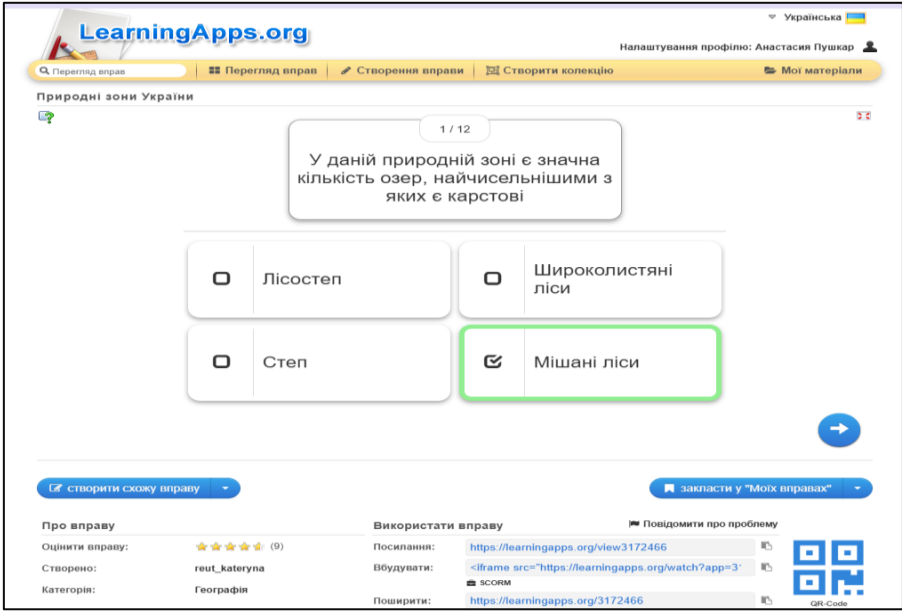 Українська
LearningApps.org
Налаштування профілю: Анастасия Пушкар
Перегляд вправ
Перегляд вправ
Створення вправи
Створити колекцію
Мої матеріали
Природні зони України
1 / 12
У даній природній зоні є значна
кількість озер, найчисельнішими з
яких є карстові
Лісостеп
Широколистяні
ліси
Степ
Мішані ліси
створити схожу вправу
закласти у "Моїх вправах"
Про вправу
Використати вправу
Повідомити про проблему
Оцінити вправу: (9)
Посилання: https://learningapps.org/view3172466
Створено: reut_kateryna
Вбудувати: <iframe src="https://learningapps.org/watch?app=3
SCORM
Категорія: Географія
Поширити: https://learningapps.org/3172466
QR-Code